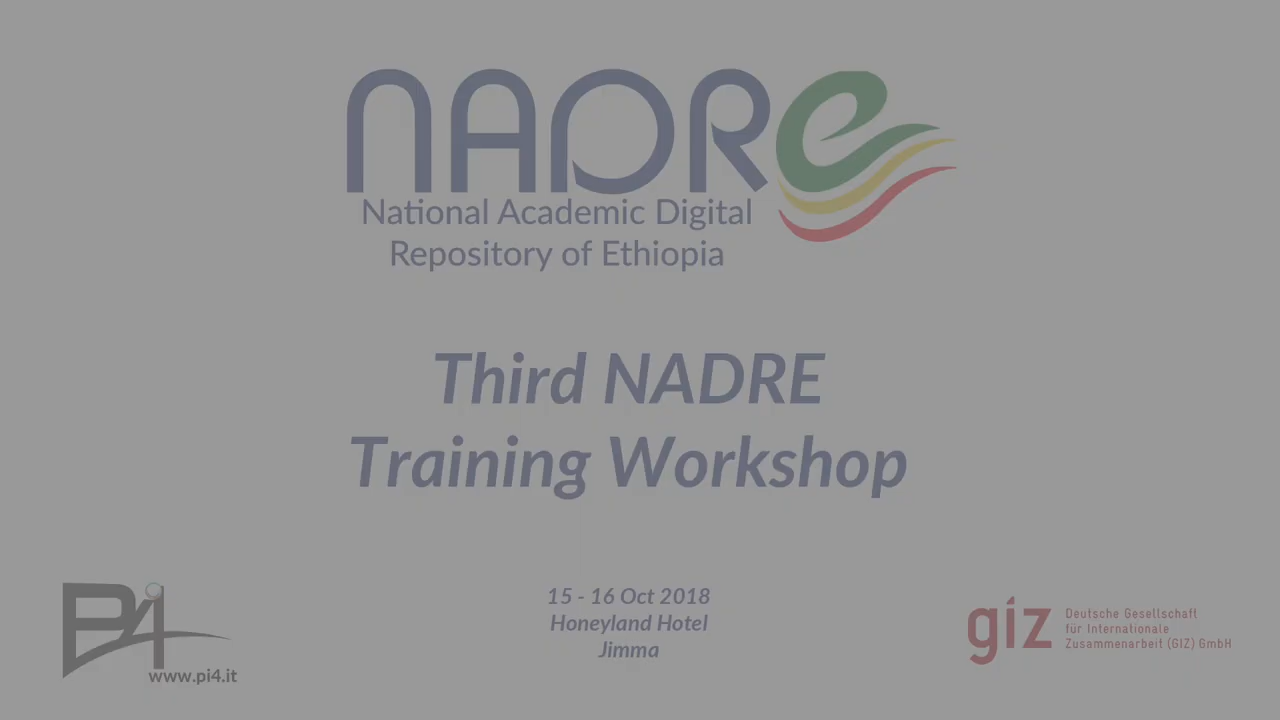 NADRe
National Academic Digital
Repository of Ethiopia
Third NADRE
Training Workshop
15 - 16 Oct 2018
Honeyland Hotel
Jimma
Pi4
www.pi4.it
giz
Deutsche Gesellschaft
für Internationale
Zusammenarbeit (GIZ) GmbH